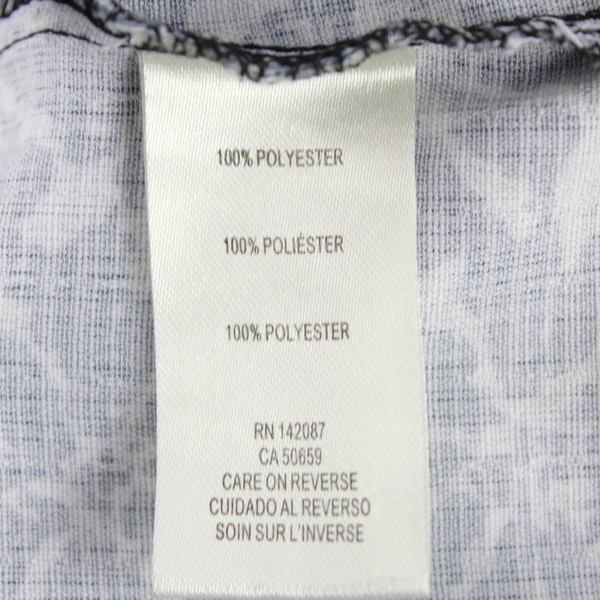 100% POLYESTER
100% POLIÉSTER
100% POLYESTER
RN 142087
CA 50659
CARE ON REVERSE
CUIDADO AL REVERSO
SOIN SUR L'INVERSE